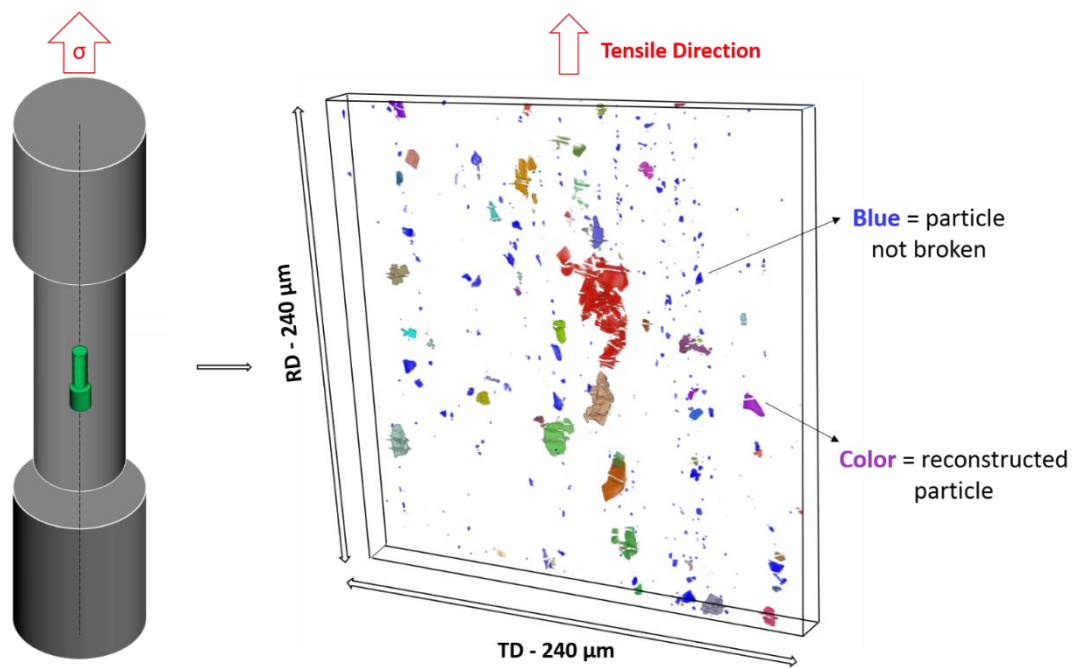 σ
Tensile Direction
RD - 240 µm
Blue = particle
not broken
Color = reconstructed
particle
TD - 240 µm